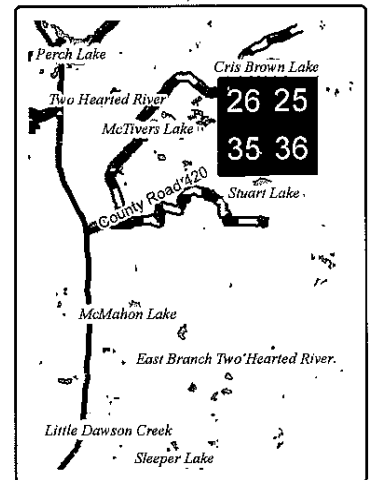 Perch Lake
Cris Brown Lake
Two Hearted River
26 25
McTivers Lake
35 36
County Road 420
Stuart Lake
McMahon Lake
East Branch Two Hearted River
Little Dawson Creek
Sleeper Lake